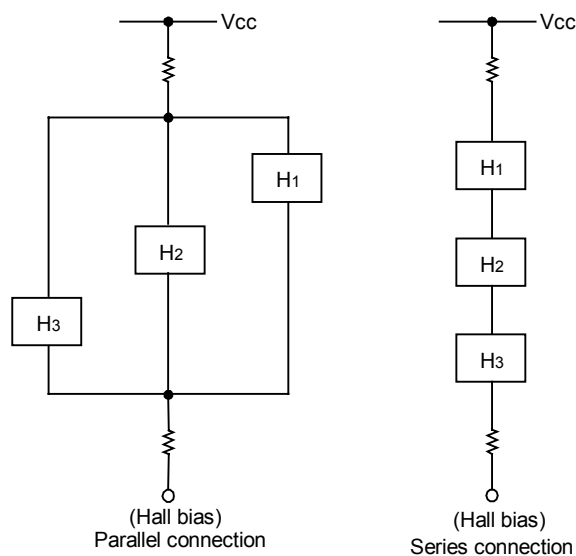 Vcc
H1
H2
H3
(Hall bias)
Parallel connection
Vcc
H1
H2
H3
(Hall bias)
Series connection